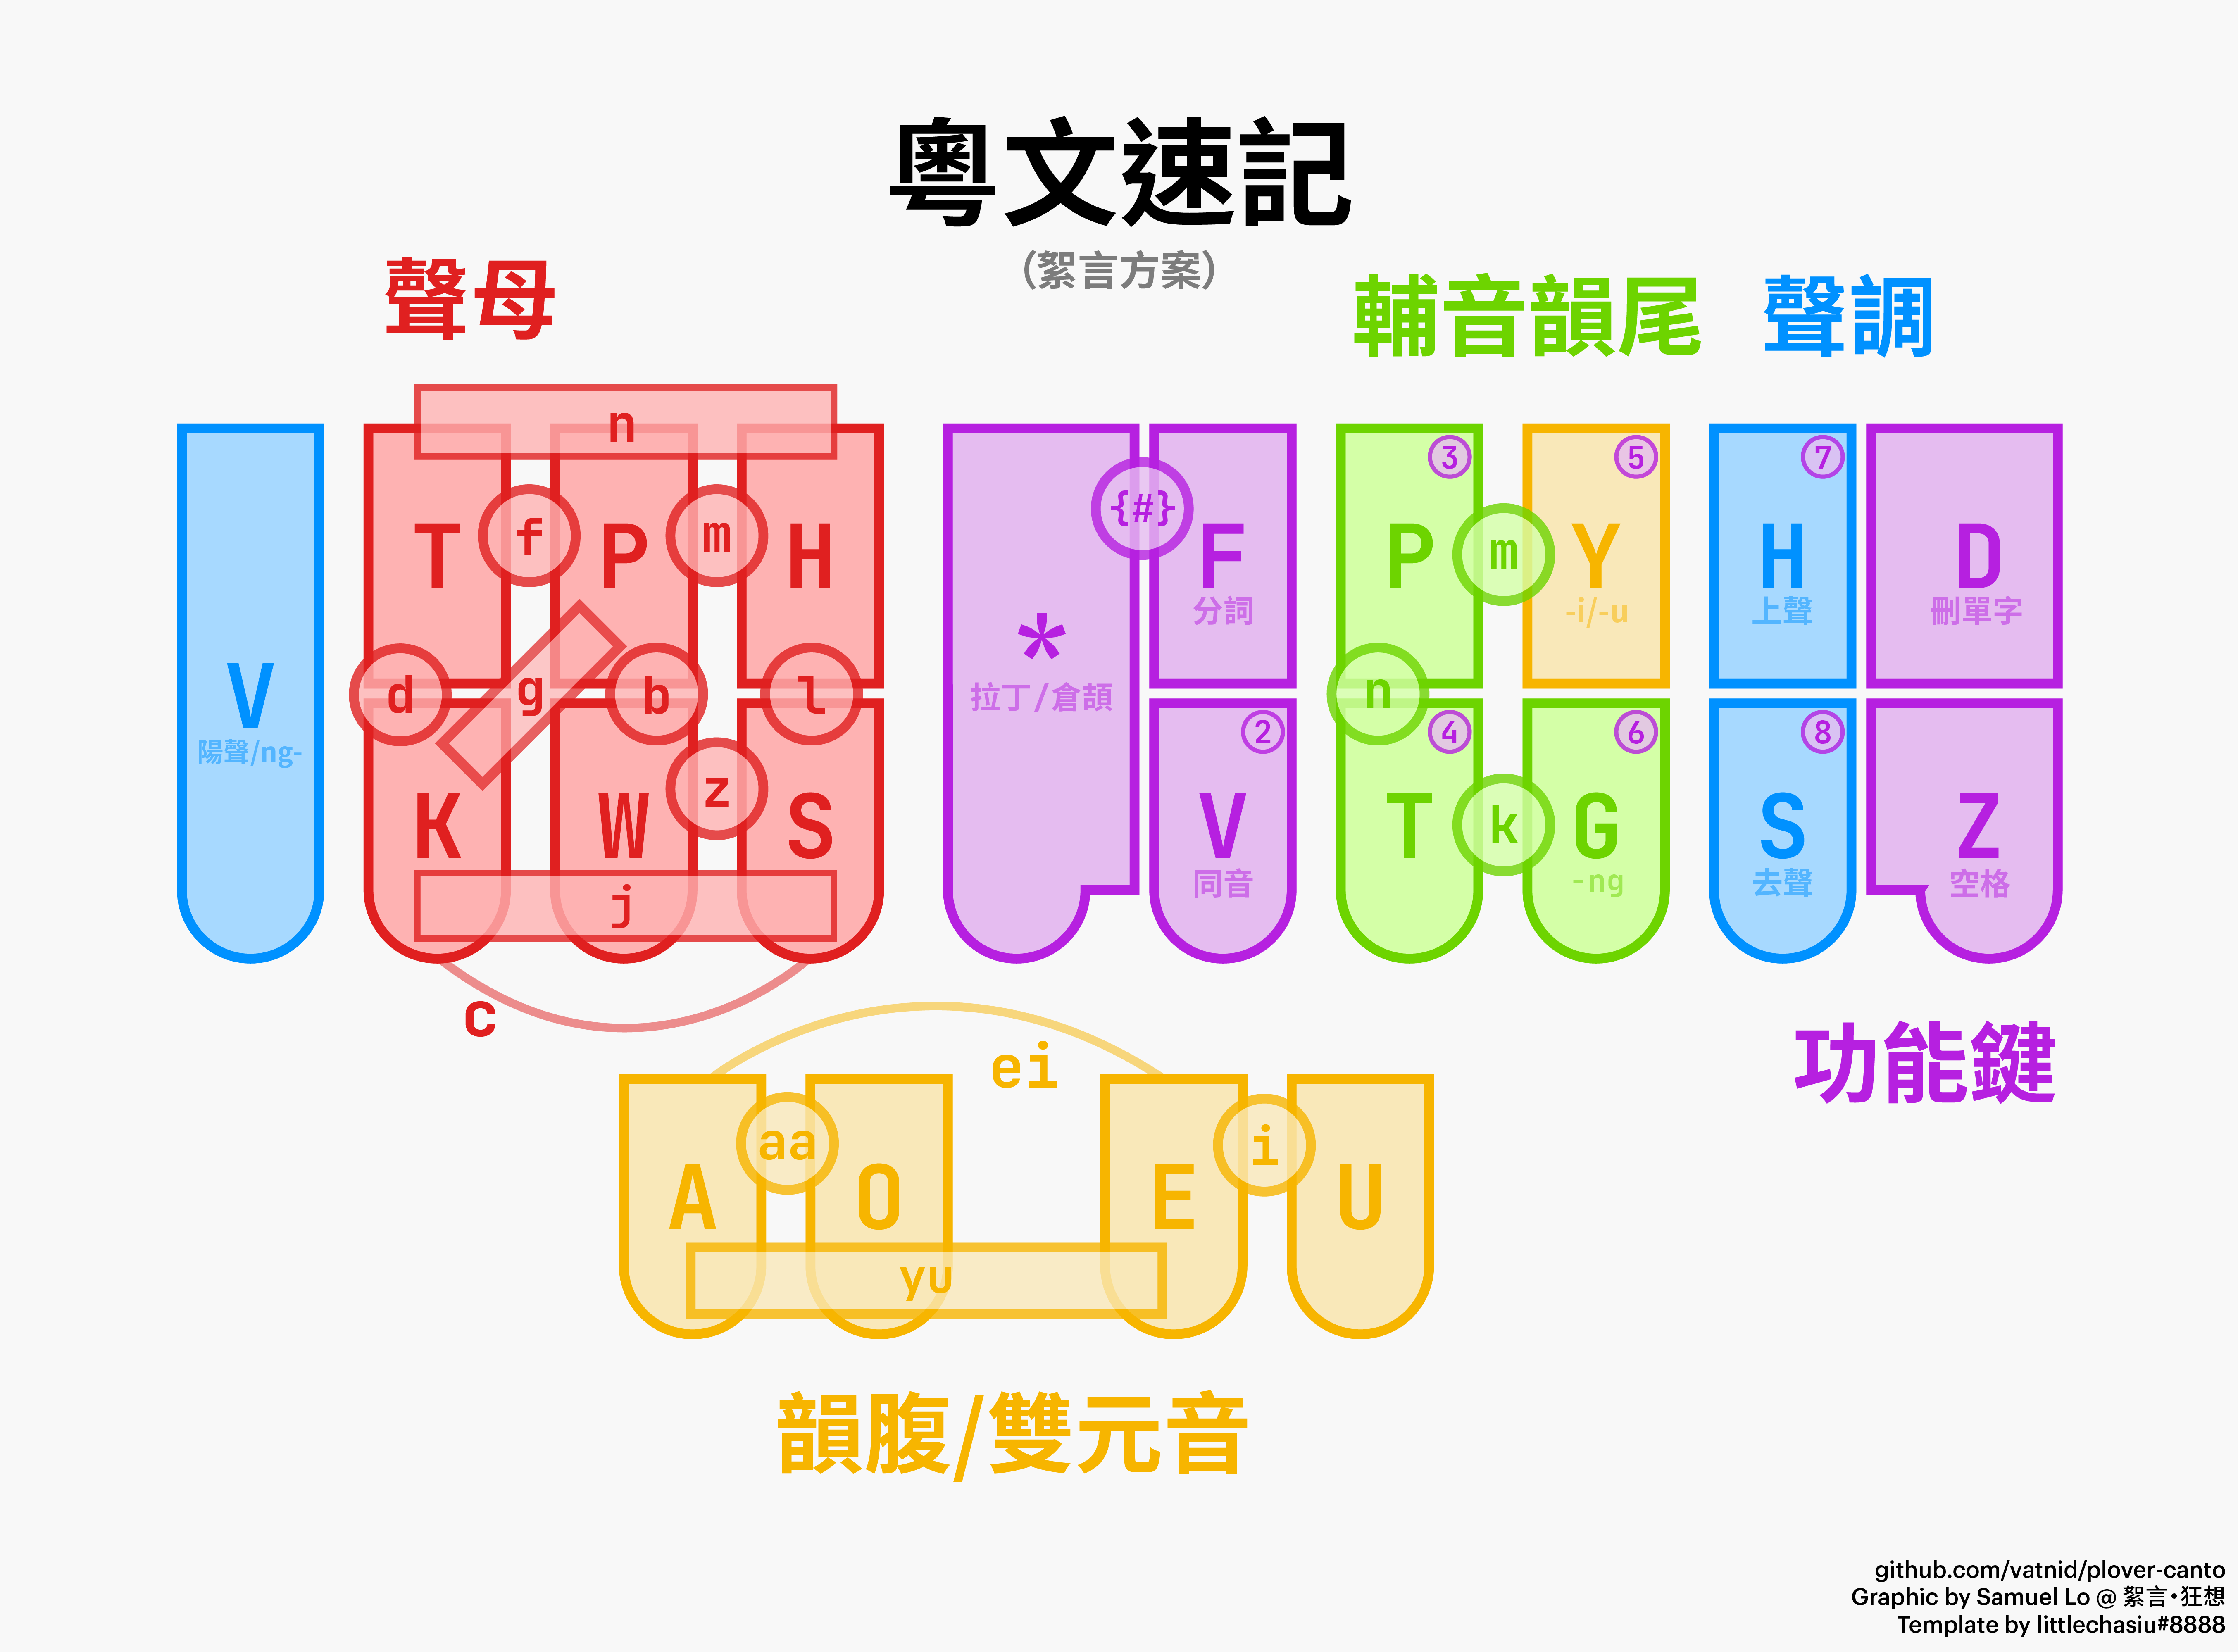 粵文速記
（絮言方案）
聲母
輔音韻尾
聲調
n
T
f
P
m
H
{#}
F
分詞
③
P
m
⑤
Y
-i/-u
⑦
H
上聲
D
刪單字
V
陽聲/ng-
d
g
b
l
*
拉丁/倉頡
n
K
W
z
S
②
V
同音
④
T
k
⑥
G
-ng
⑧
S
去聲
Z
空格
j
c
ei
功能鍵
A
aa
O
E
i
U
yu
韻腹/雙元音
github.com/vatnid/plover-canto
Graphic by Samuel Lo @ 絮言·狂想
Template by littlechasiu#8888